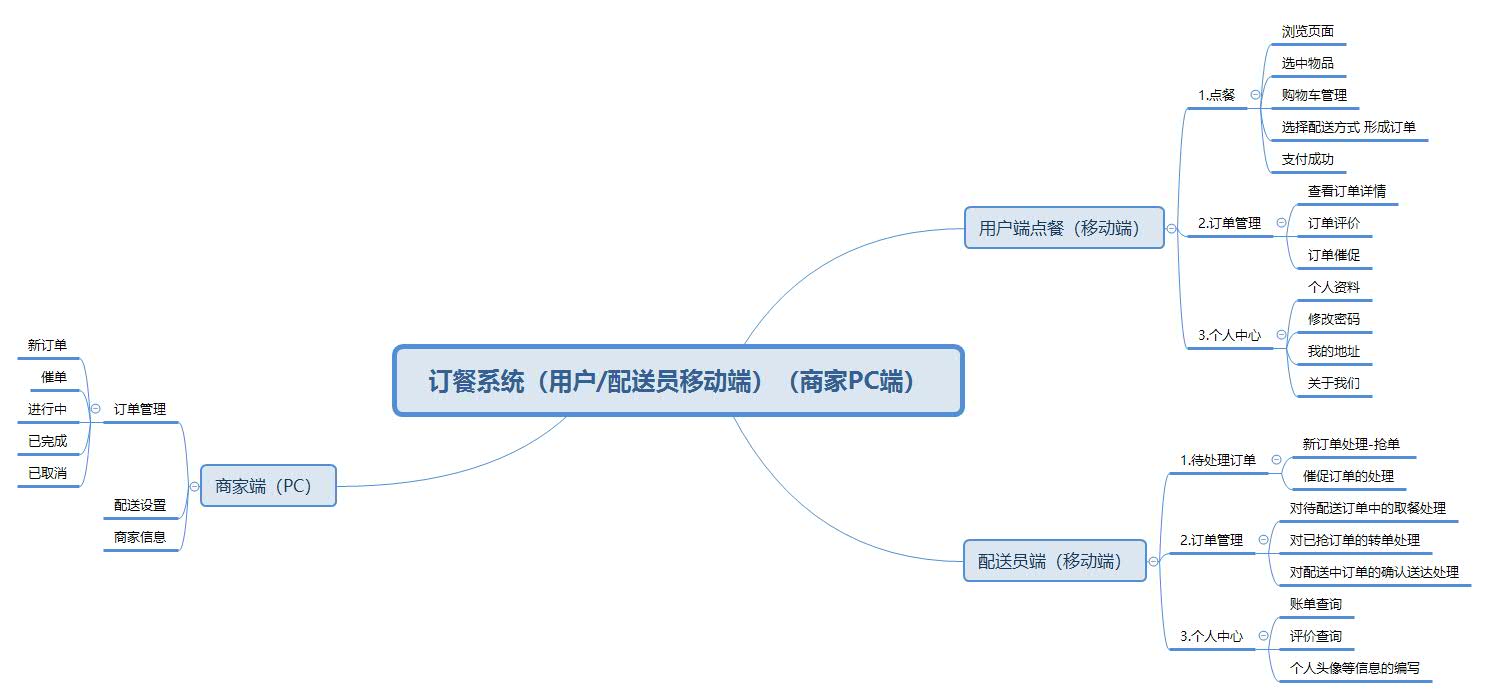 订餐系统（用户/配送员移动端）（商家PC端）
用户端点餐（移动端）
1.点餐
浏览页面
选中物品
购物车管理
选择配送方式 形成订单
支付成功
2.订单管理
查看订单详情
订单评价
订单催促
3.个人中心
个人资料
修改密码
我的地址
关于我们
配送员端（移动端）
1.待处理订单
新订单处理-抢单
催促订单的处理
2.订单管理
对待配送订单中的取餐处理
对已抢订单的转单处理
对配送中订单的确认送达处理
3.个人中心
账单查询
评价查询
个人头像等信息的编写
商家端（PC）
订单管理
新订单
催单
进行中
已完成
已取消
配送设置
商家信息